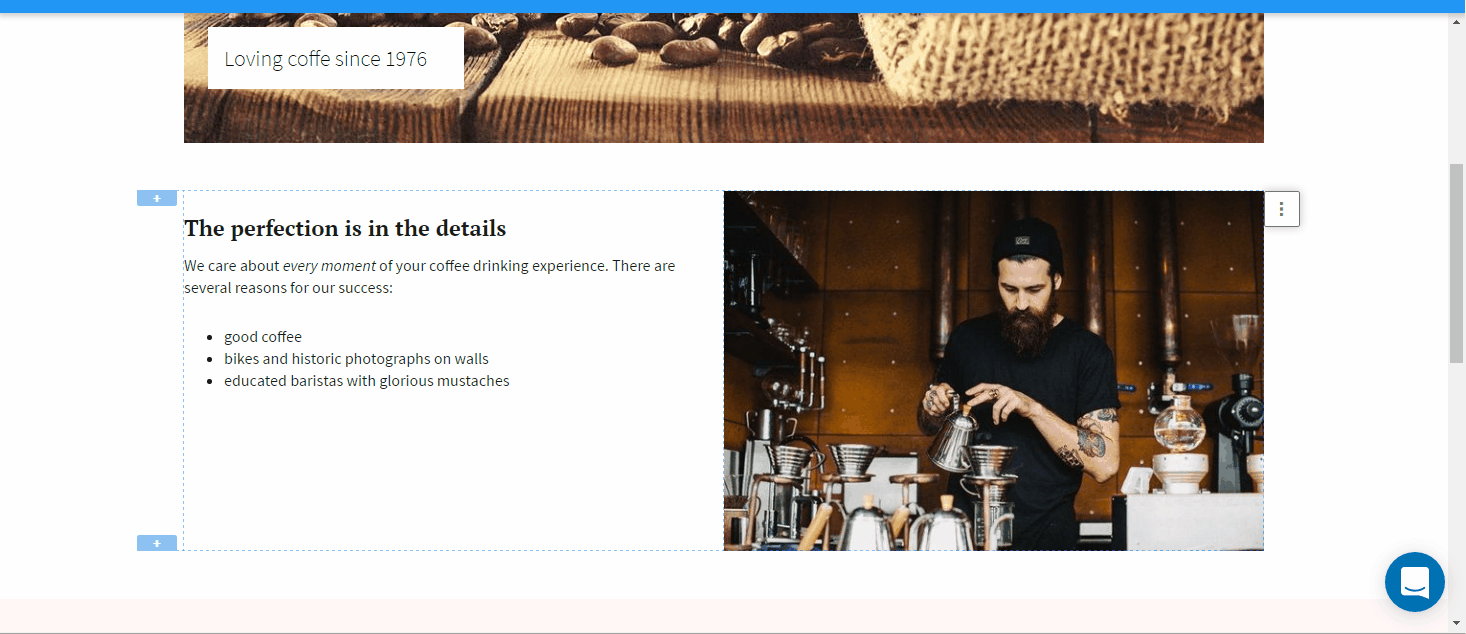 Loving coffe since 1976
The perfection is in the details
We care about every moment of your coffee drinking experience. There are
several reasons for our success:
good coffee
bikes and historic photographs on walls
educated baristas with glorious mustaches